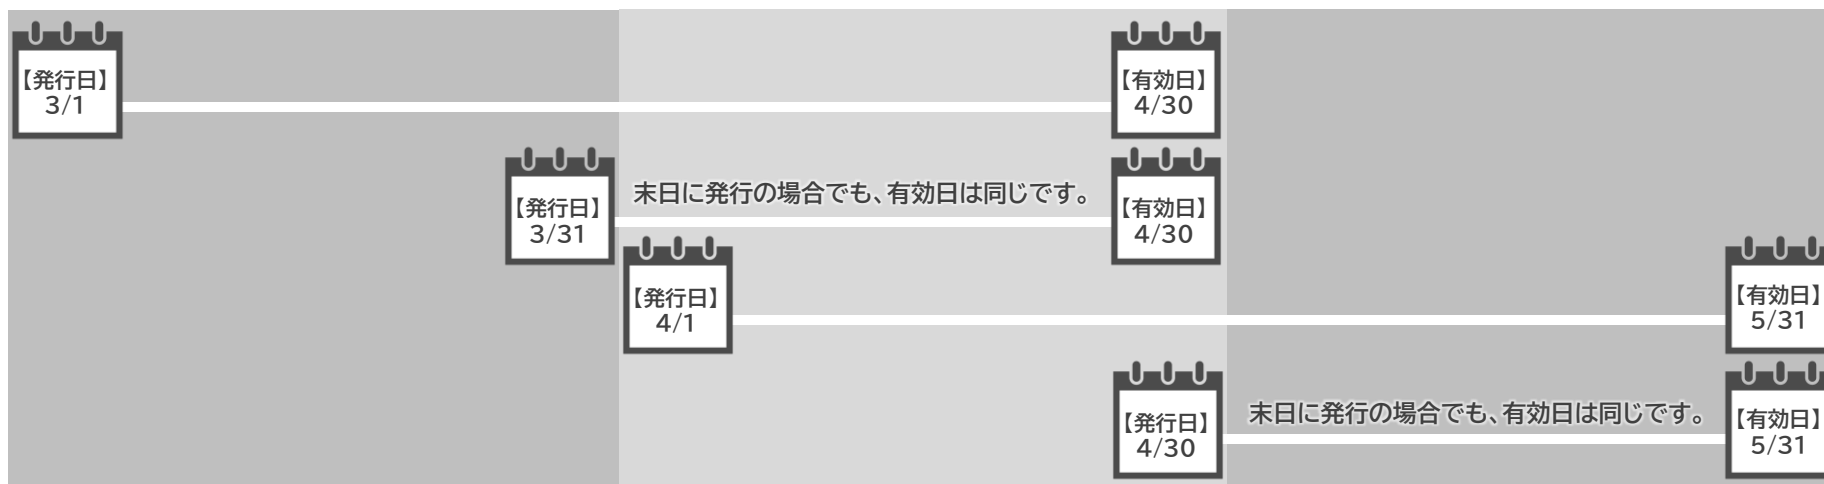 【発行日】
3/1
【有効日】
4/30
【発行日】
3/31
末日に発行の場合でも、有効日は同じです。
【有効日】
4/30
【発行日】
4/1
【有効日】
5/31
【発行日】
4/30
末日に発行の場合でも、有効日は同じです。
【有効日】
5/31